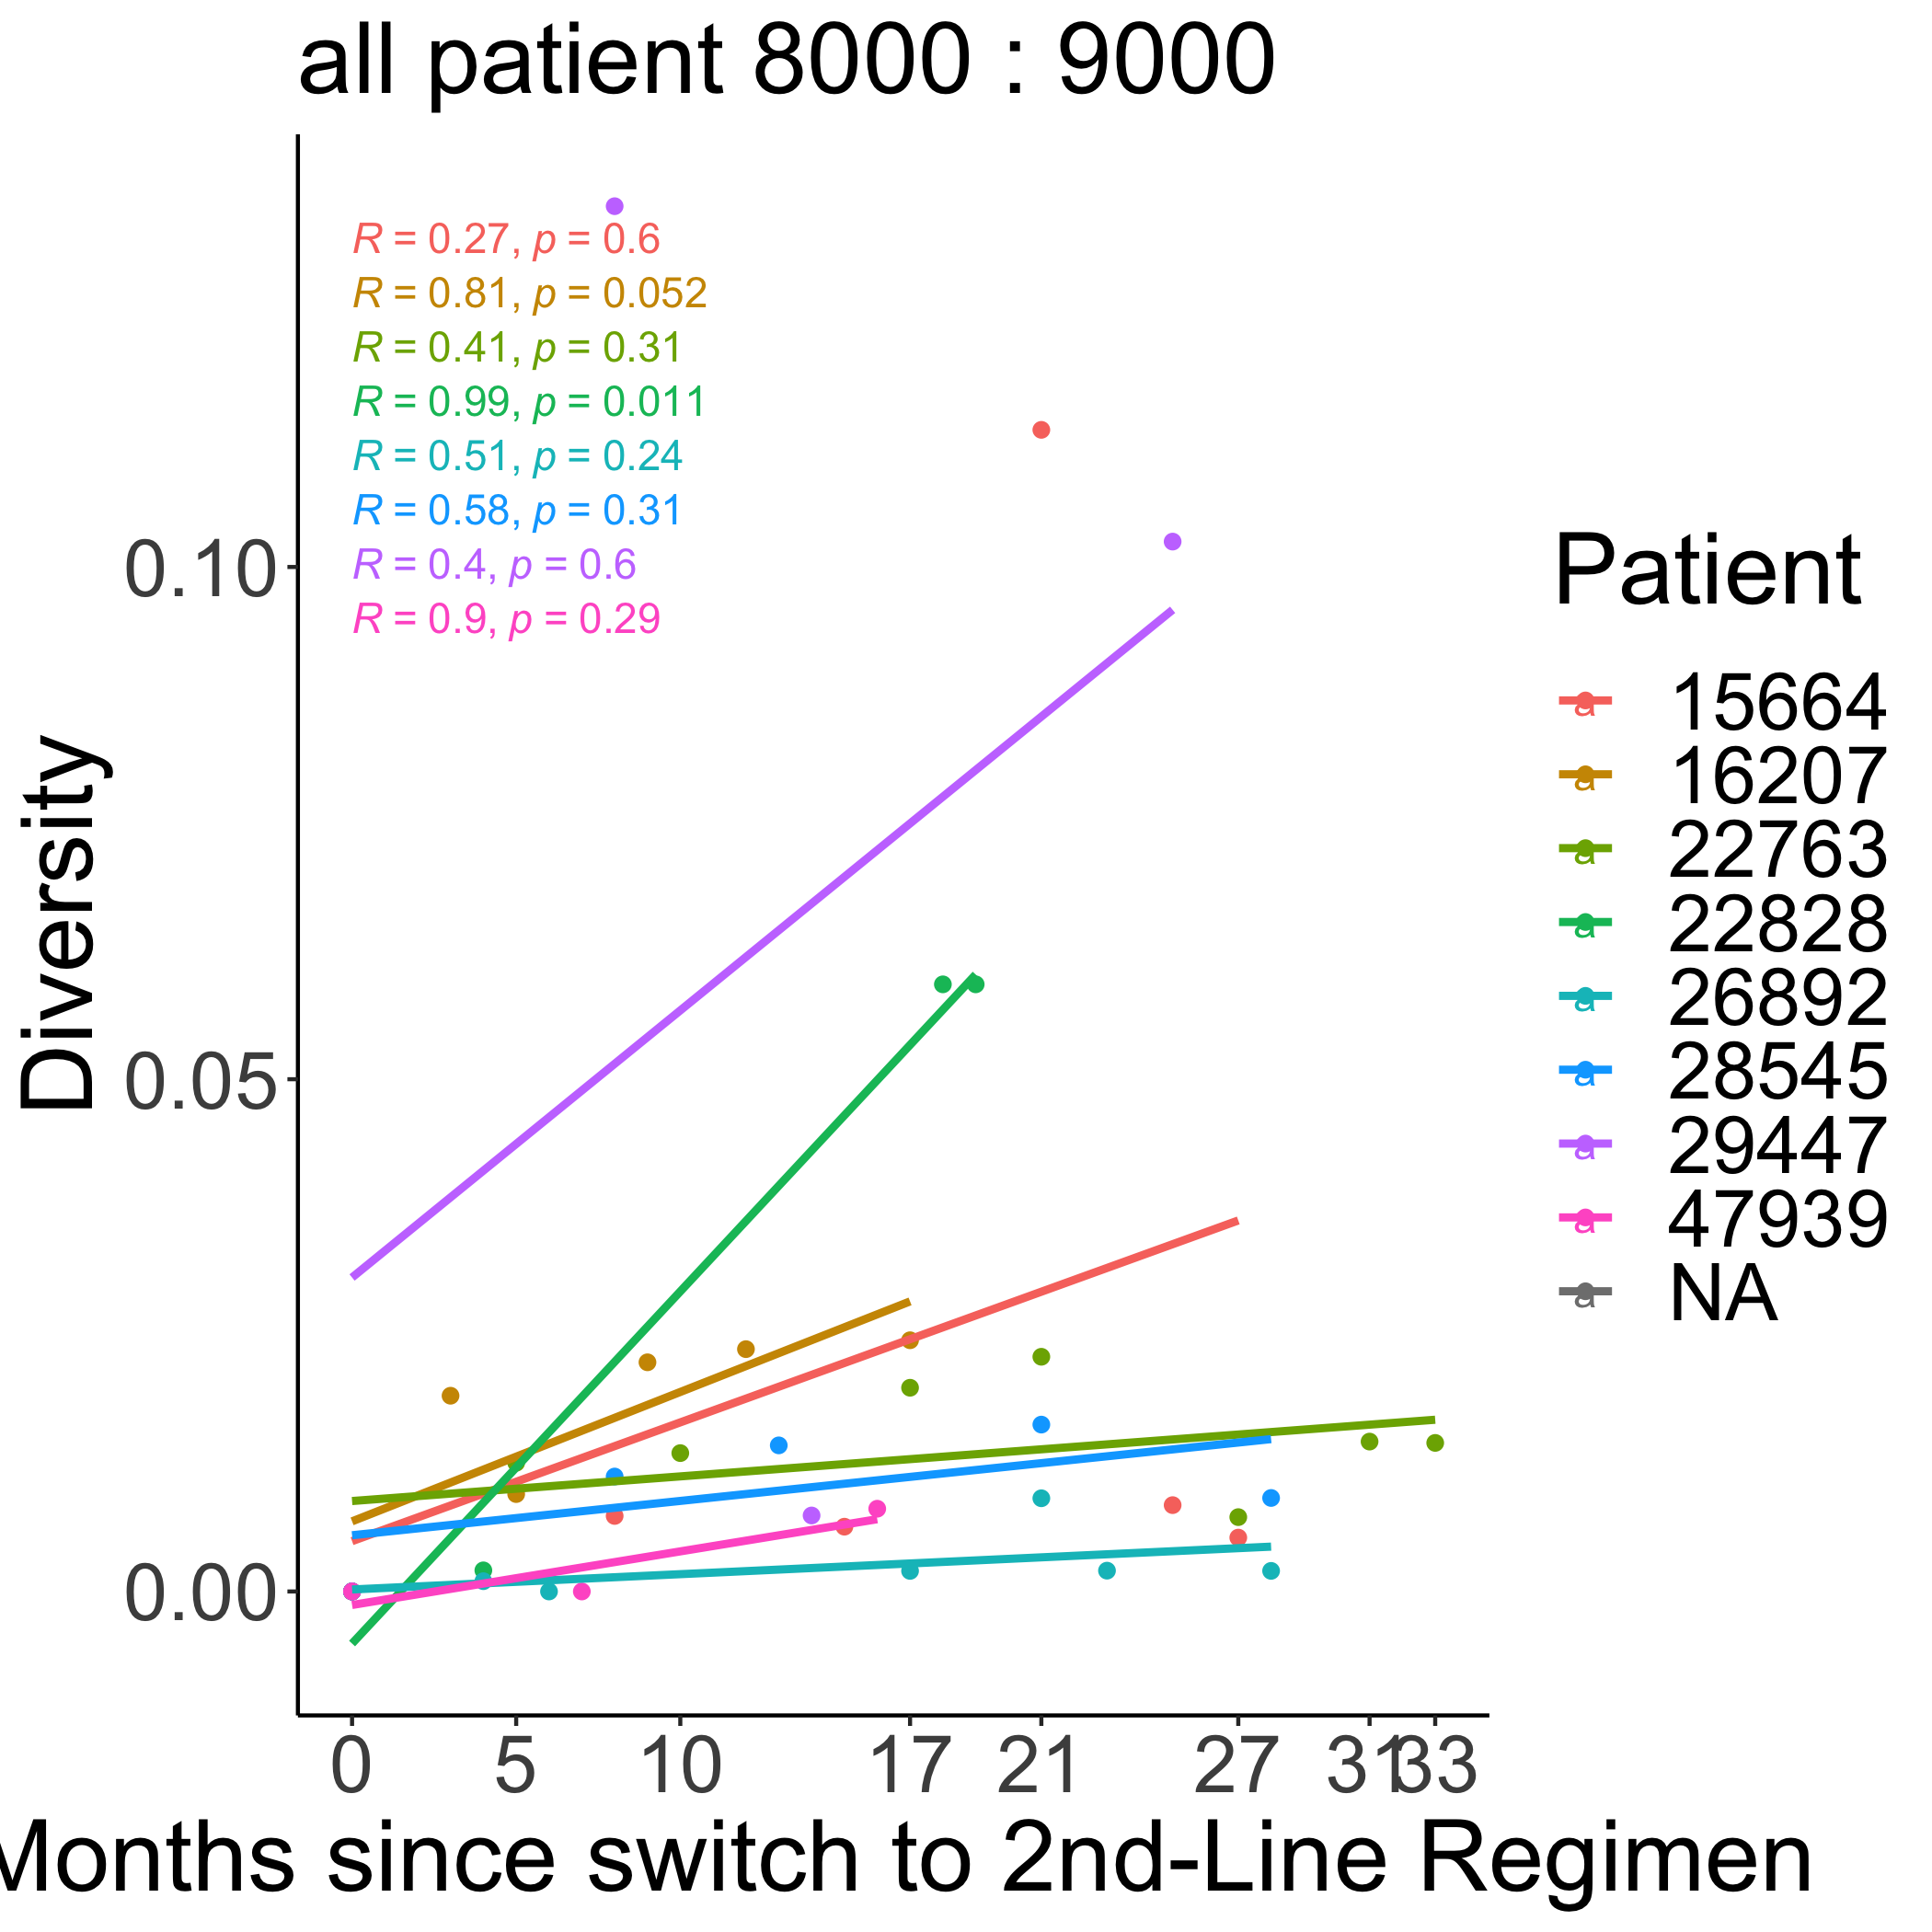 all patient 8000 : 9000
R = 0.27, p = 0.6
R = 0.81, p = 0.052
R = 0.41, p = 0.31
R = 0.99, p = 0.011
R = 0.51, p = 0.24
R = 0.58, p = 0.31
R = 0.4, p = 0.6
R = 0.9, p = 0.29
0.10
0.05
0.00
Diversity
0 5 10 17 21 27 31 33
Months since switch to 2nd-Line Regimen
Patient
a 15664
a 16207
a 22763
a 22828
a 26892
a 28545
a 29447
a 47939
a NA